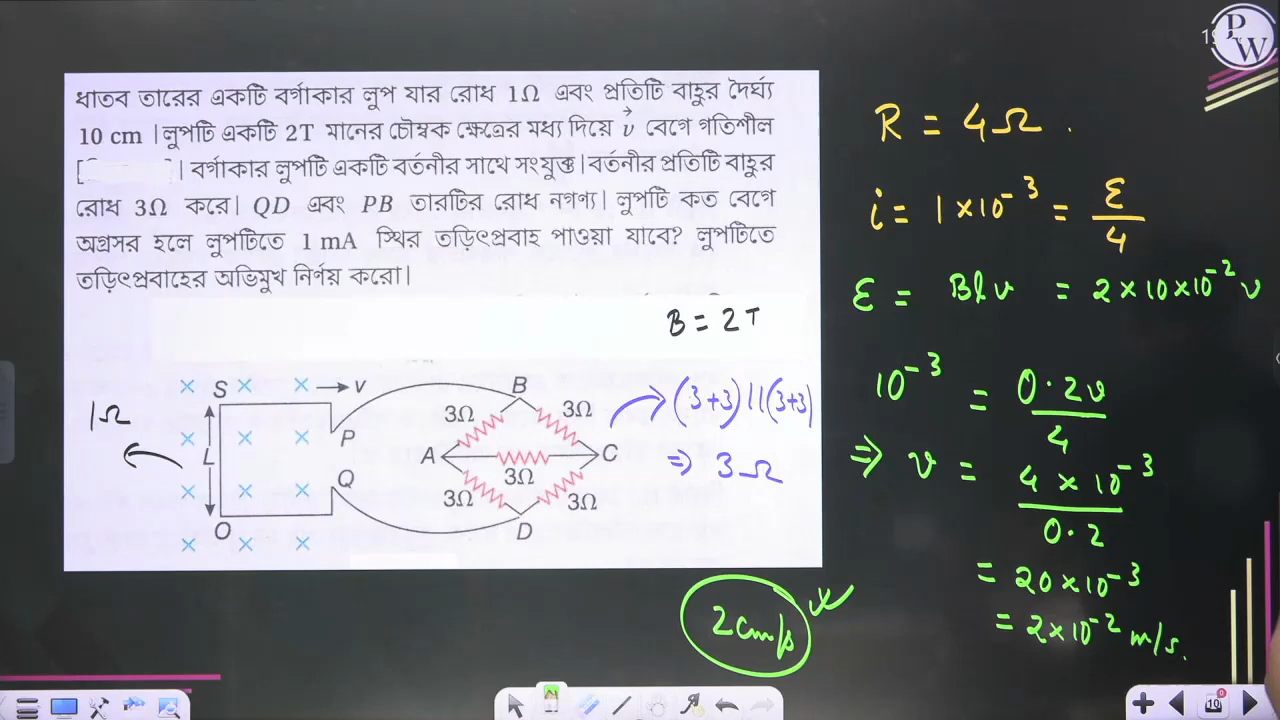 ধাতব তারের একটি বর্গাকার লুপ যার রোধ 1Ω এবং প্রতিটি বাহুর দৈর্ঘ্য
10 cm । লুপটি একটি 2T মানের চৌম্বক ক্ষেত্রের মধ্য দিয়ে v⃗ বেগে গতিশীল
[ । বর্গাকার লুপটি একটি বর্তনীর সাথে সংযুক্ত। বর্তনীর প্রতিটি বাহুর
রোধ 3Ω করে। QD এবং PB তারটির রোধ নগণ্য। লুপটি কত বেগে
অগ্রসর হলে লুপটিতে 1 mA স্থির তড়িৎপ্রবাহ পাওয়া যাবে? লুপটিতে
তড়িৎপ্রবাহের অভিমুখ নির্ণয় করো।
B = 2T
S v B
1Ω 3Ω 3Ω
P
L A C
3Ω
Q
3Ω 3Ω
O D
→ (3+3)||(3+3)
⇒ 3Ω
R = 4Ω .
i = 1×10⁻³ = ε/4
ε = Blv = 2×10×10⁻² v
10⁻³ = 0.2v/4
⇒ v = 4×10⁻³/0.2
= 20×10⁻³
= 2×10⁻² m/s.
2 cm/s
PW
10